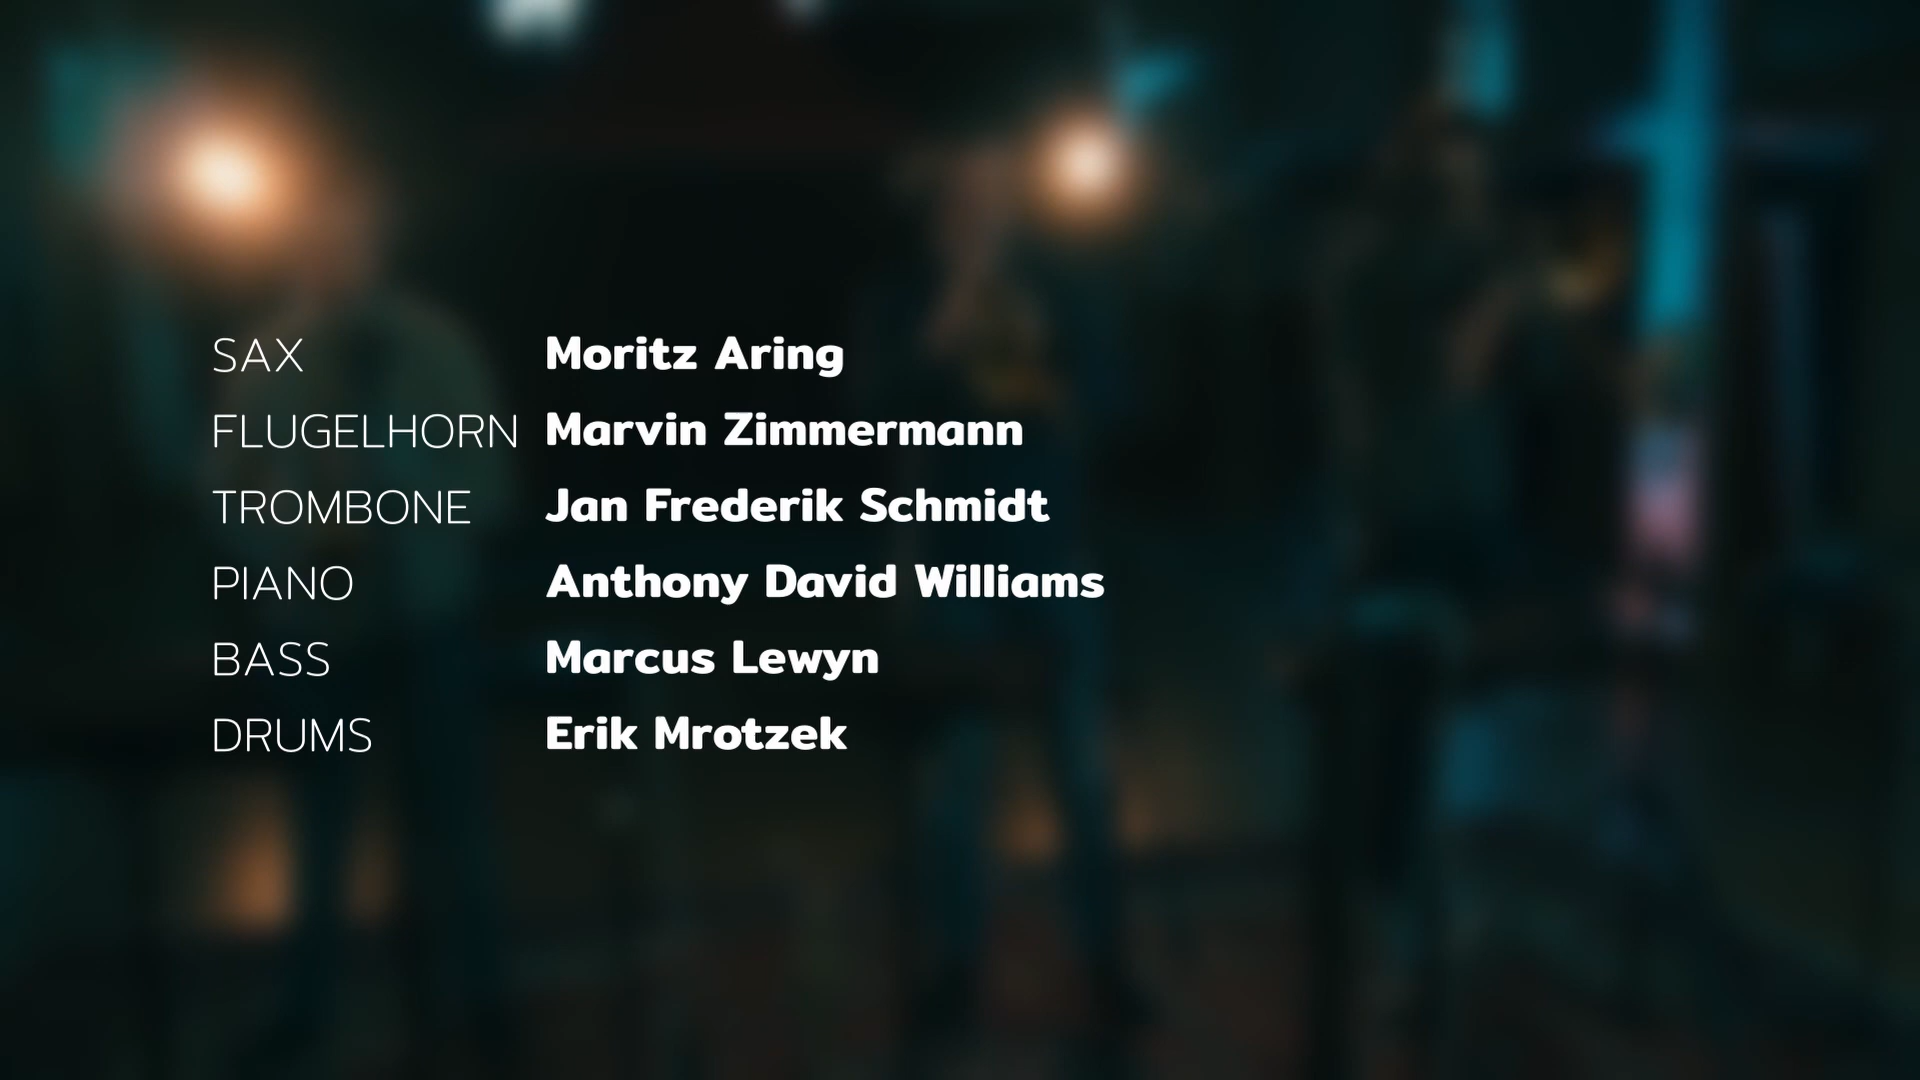 SAX Moritz Aring
FLUGELHORN Marvin Zimmermann
TROMBONE Jan Frederik Schmidt
PIANO Anthony David Williams
BASS Marcus Lewyn
DRUMS Erik Mrotzek